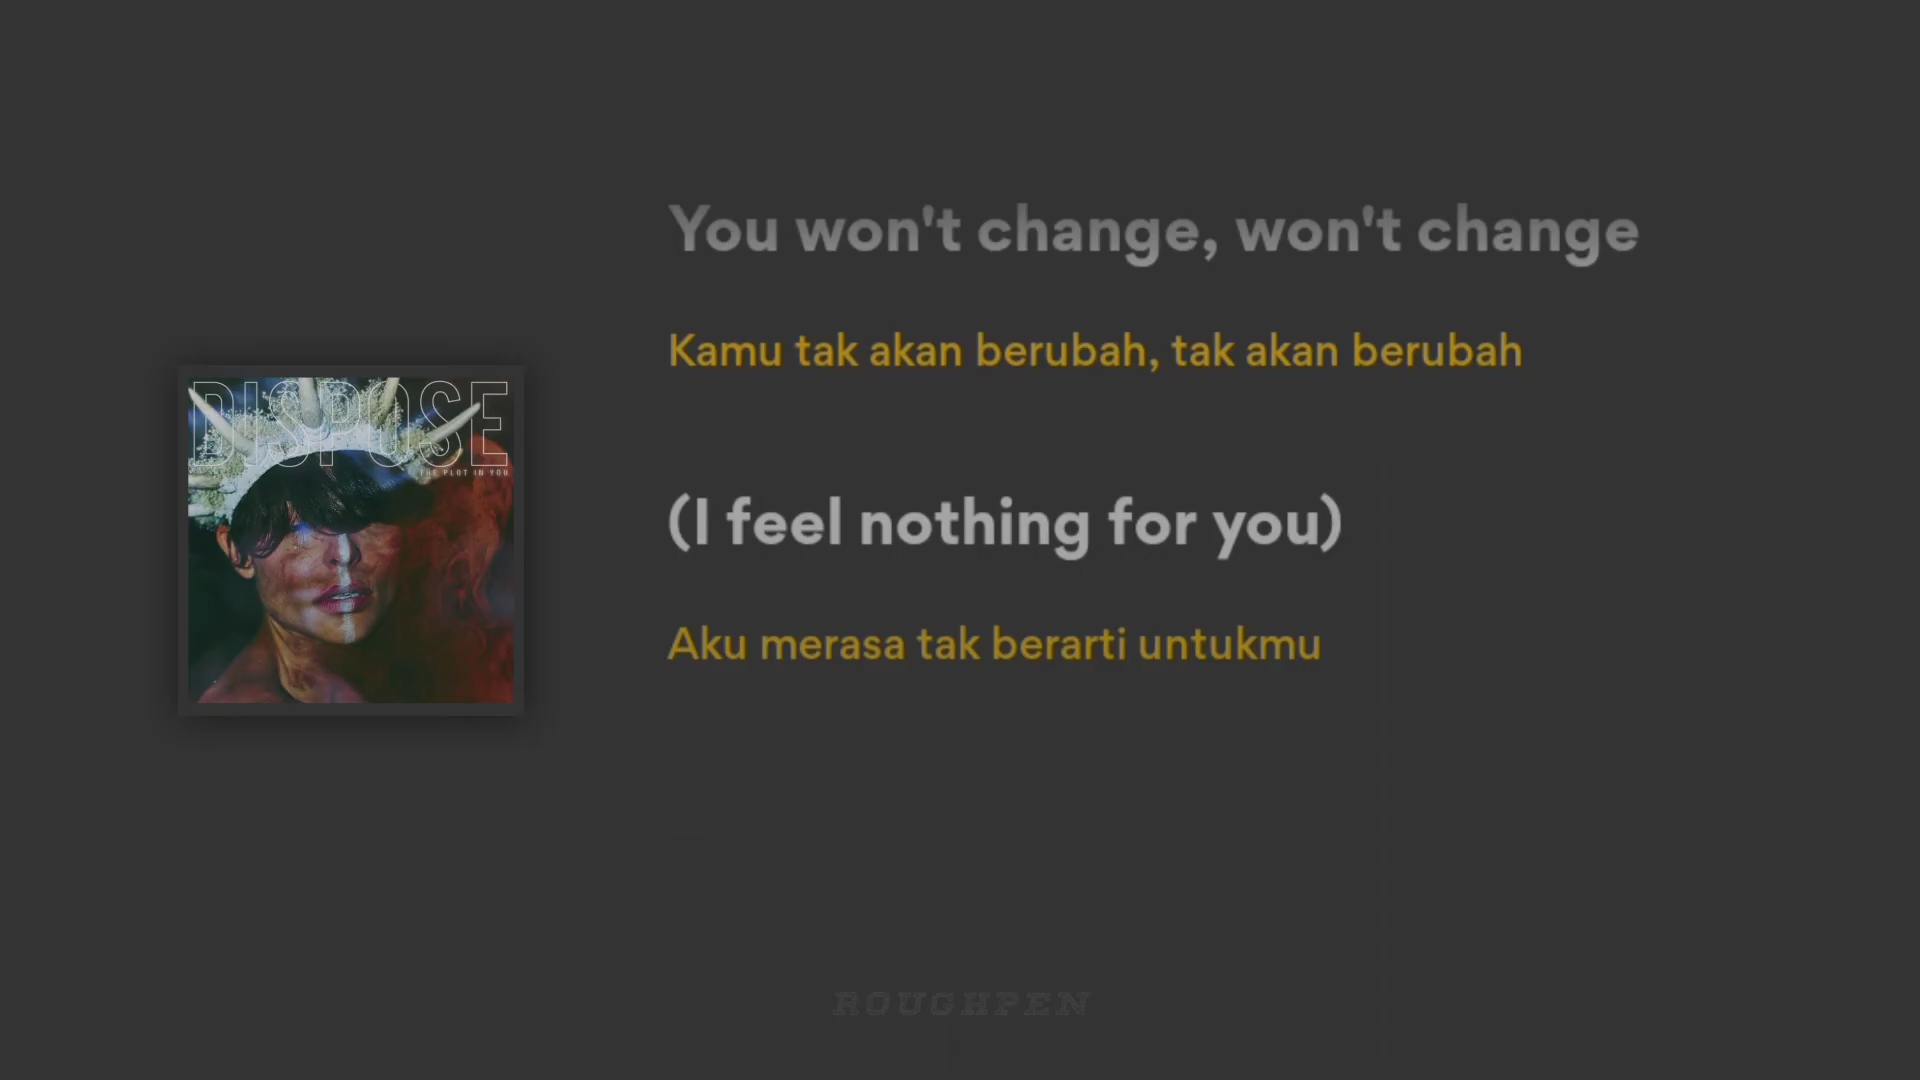 You won't change, won't change
Kamu tak akan berubah, tak akan berubah
DISPOSE
THE PLOT IN YOU
(I feel nothing for you)
Aku merasa tak berarti untukmu
ROUGHPEN